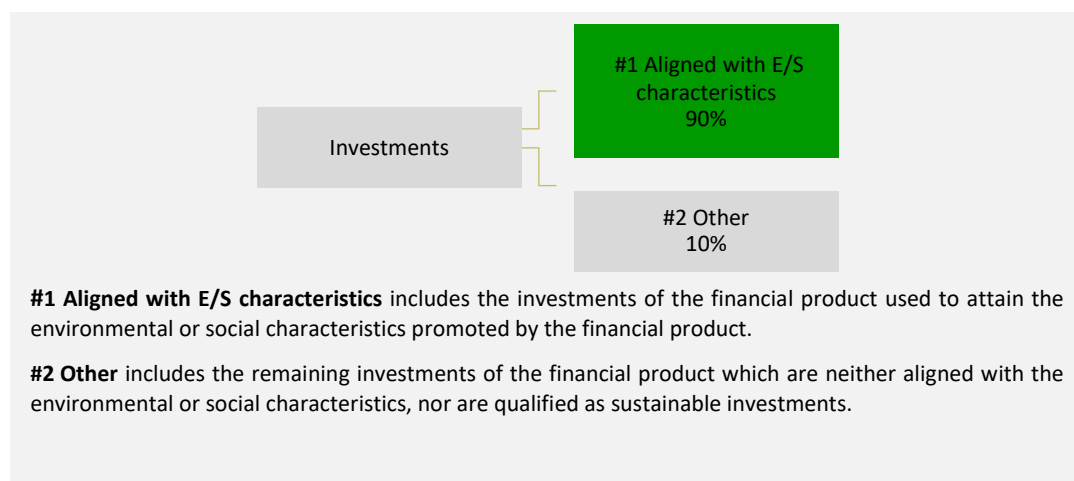 #1 Aligned with E/S
characteristics
90%
Investments
#2 Other
10%
#1 Aligned with E/S characteristics includes the investments of the financial product used to attain the
environmental or social characteristics promoted by the financial product.
#2 Other includes the remaining investments of the financial product which are neither aligned with the
environmental or social characteristics, nor are qualified as sustainable investments.